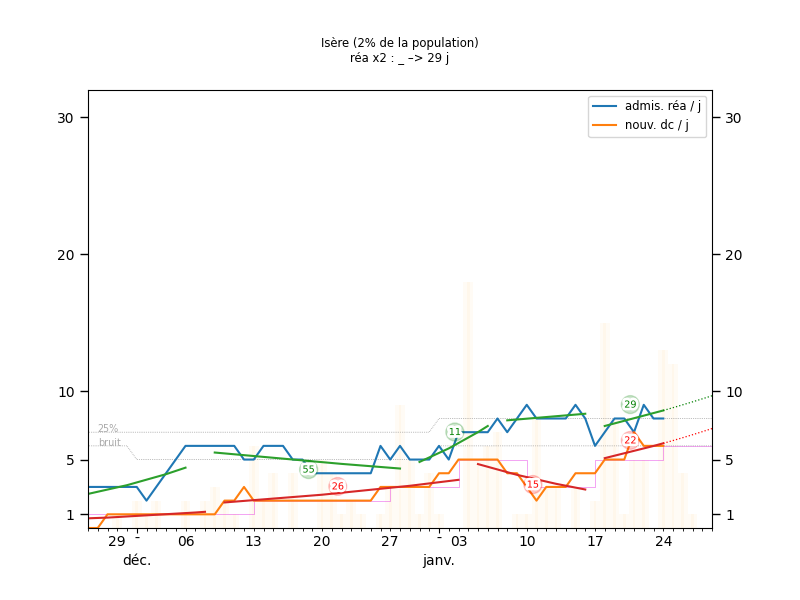 Isère (2% de la population)
réa x2 : _ –> 29 j
admis. réa / j
nouv. dc / j
30 30
20 20
10 10
5 5
1 1
25%
bruit
55
26
11
15
29
22
29 - 06 13 20 27 - 03 10 17 24
déc. janv.